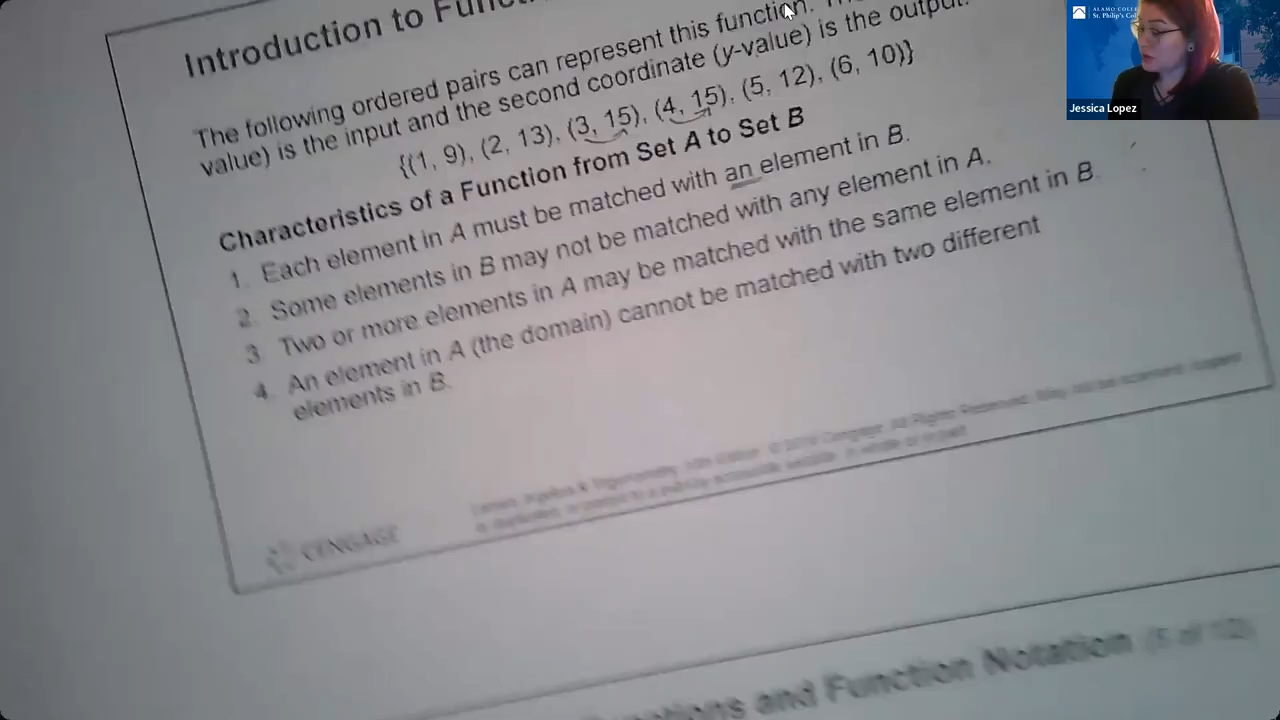 Introduction to
The following ordered pairs can represent this function.
value) is the input and the second coordinate (y-value) is the output.
{(1, 9), (2, 13), (3, 15), (4, 15), (5, 12), (6, 10)}
Characteristics of a Function from Set A to Set B
1. Each element in A must be matched with an element in B.
2. Some elements in B may not be matched with any element in A.
3. Two or more elements in A may be matched with the same element in B.
4. An element in A (the domain) cannot be matched with two different
elements in B.
CENGAGE
and Function Notation
Jessica Lopez